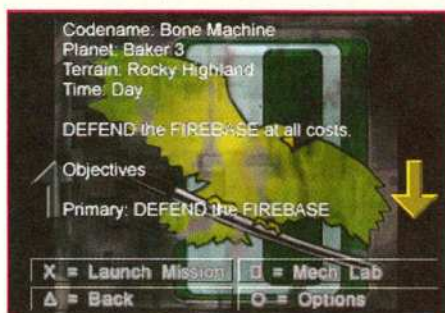 Codename: Bone Machine
Planet: Baker 3
Terrain: Rocky Highland
Time: Day
DEFEND the FIREBASE at all costs.
Objectives
Primary: DEFEND the FIREBASE
X = Launch Mission
□ = Mech Lab
Δ = Back
O = Options